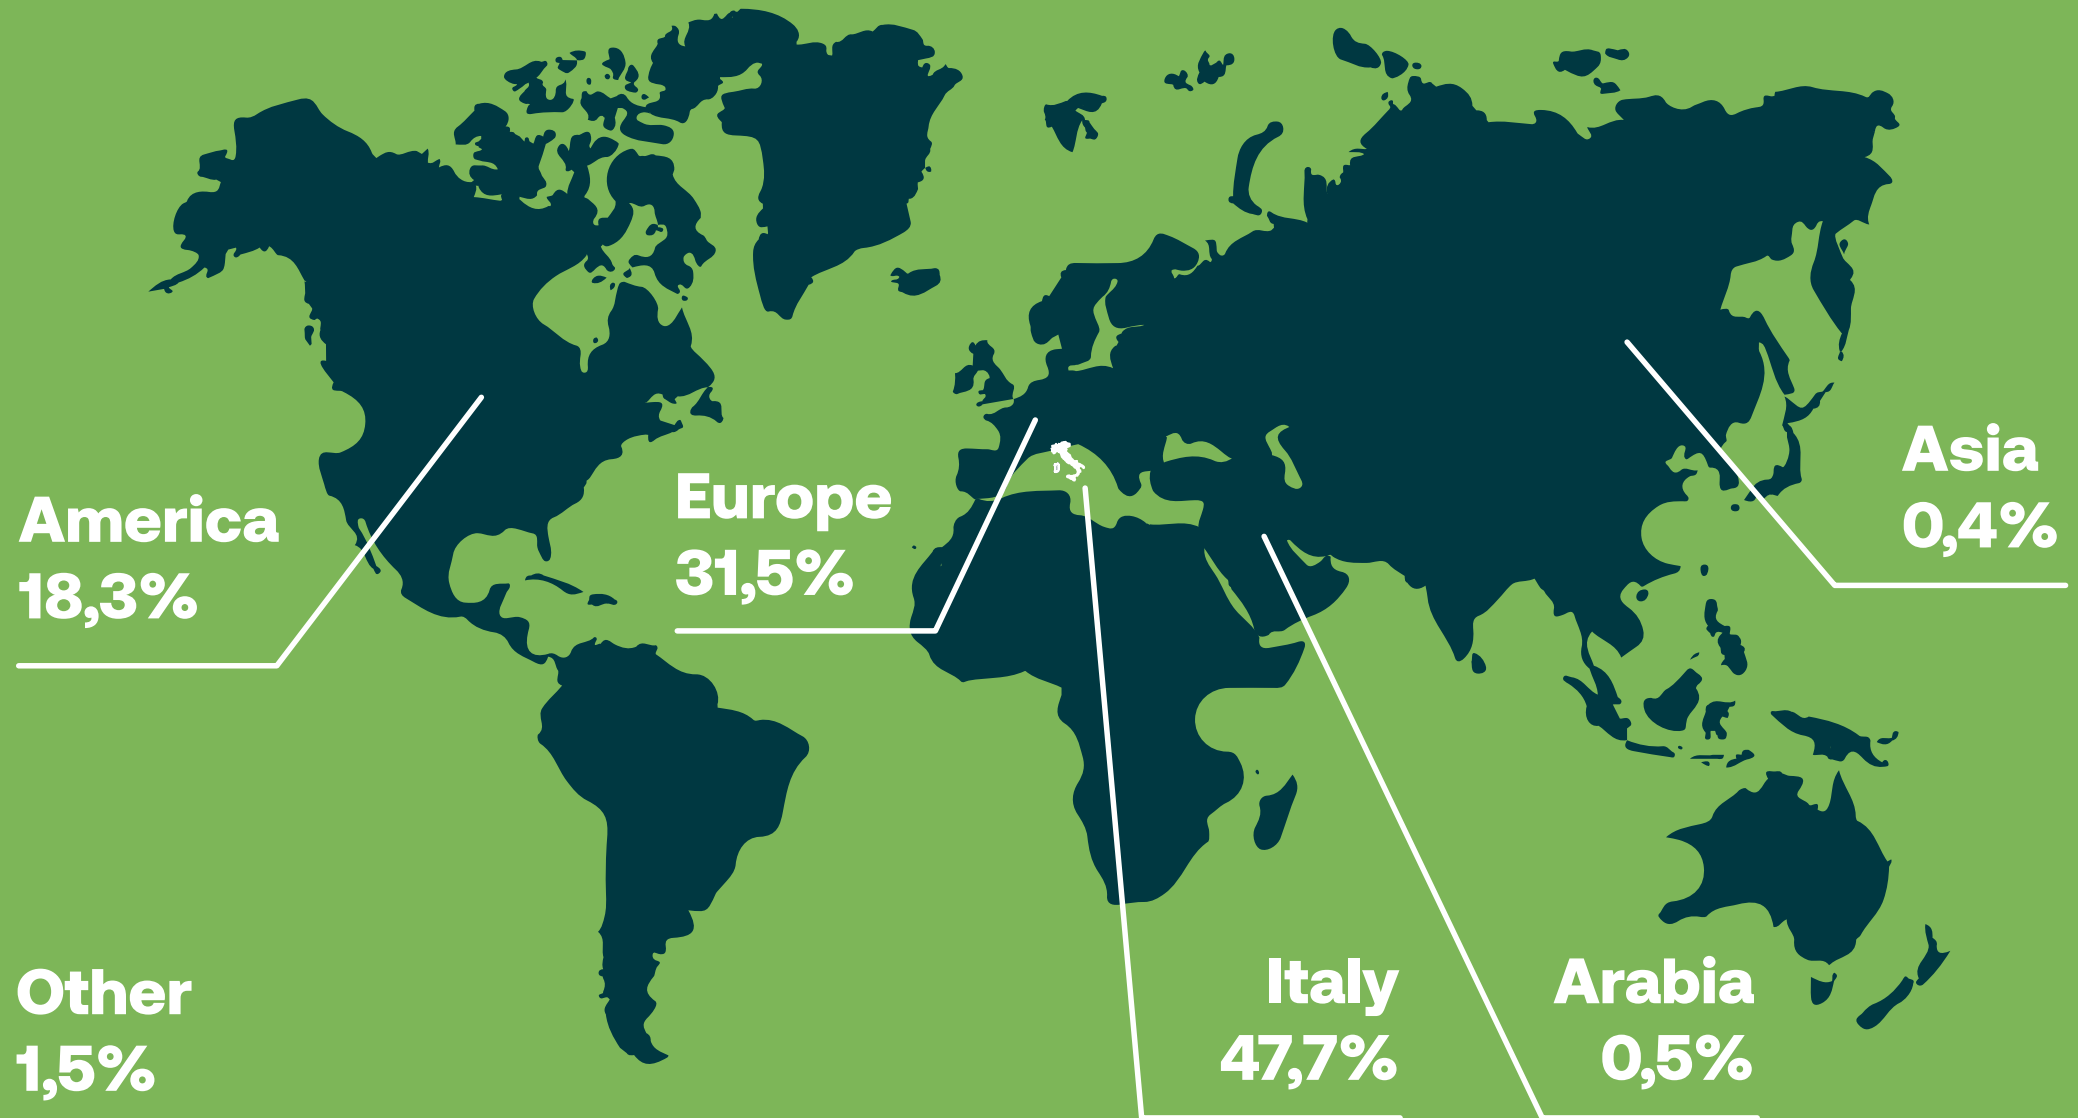 America
18,3%
Europe
31,5%
Asia
0,4%
Other
1,5%
Italy
47,7%
Arabia
0,5%